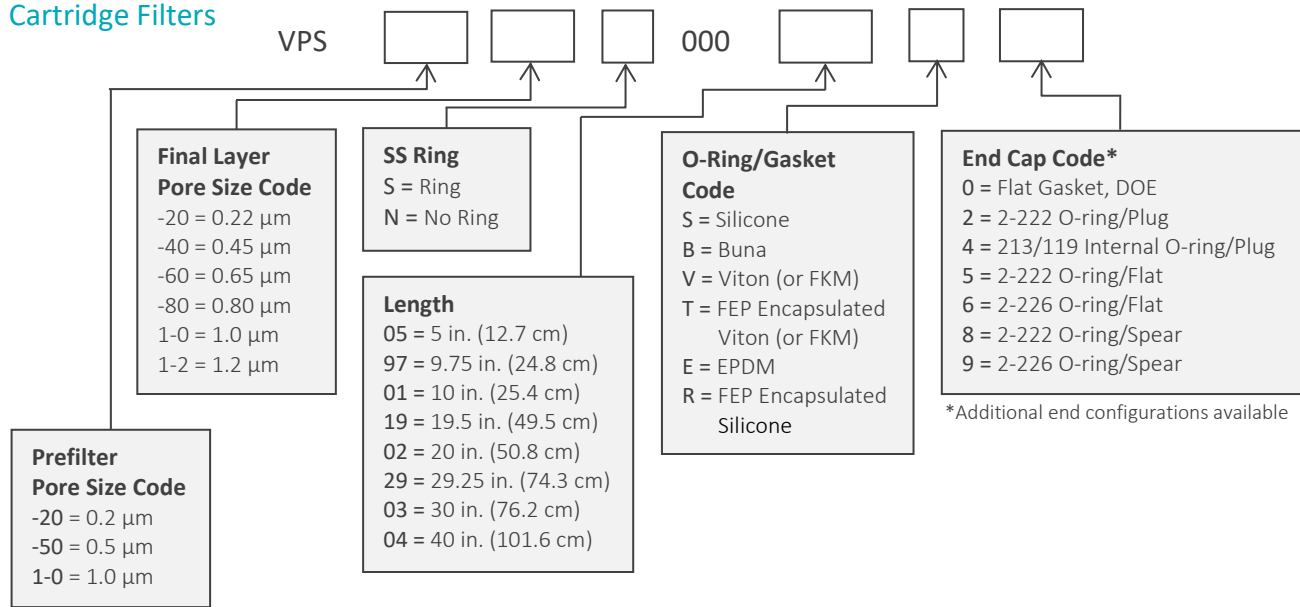 Cartridge Filters
VPS 000
Final Layer
Pore Size Code
-20 = 0.22 µm
-40 = 0.45 µm
-60 = 0.65 µm
-80 = 0.80 µm
1-0 = 1.0 µm
1-2 = 1.2 µm
SS Ring
S = Ring
N = No Ring
O-Ring/Gasket
Code
S = Silicone
B = Buna
V = Viton (or FKM)
T = FEP Encapsulated
Viton (or FKM)
E = EPDM
R = FEP Encapsulated
Silicone
End Cap Code*
0 = Flat Gasket, DOE
2 = 2-222 O-ring/Plug
4 = 213/119 Internal O-ring/Plug
5 = 2-222 O-ring/Flat
6 = 2-226 O-ring/Flat
8 = 2-222 O-ring/Spear
9 = 2-226 O-ring/Spear
*Additional end configurations available
Length
05 = 5 in. (12.7 cm)
97 = 9.75 in. (24.8 cm)
01 = 10 in. (25.4 cm)
19 = 19.5 in. (49.5 cm)
02 = 20 in. (50.8 cm)
29 = 29.25 in. (74.3 cm)
03 = 30 in. (76.2 cm)
04 = 40 in. (101.6 cm)
Prefilter
Pore Size Code
-20 = 0.2 µm
-50 = 0.5 µm
1-0 = 1.0 µm